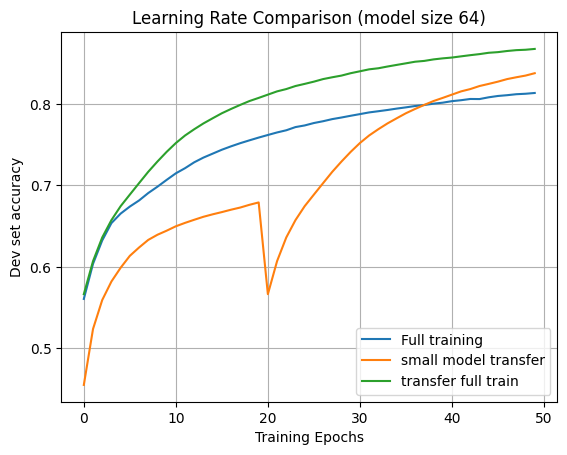 Learning Rate Comparison (model size 64)
Dev set accuracy
0.8
0.7
0.6
0.5
Full training
small model transfer
transfer full train
0 10 20 30 40 50
Training Epochs